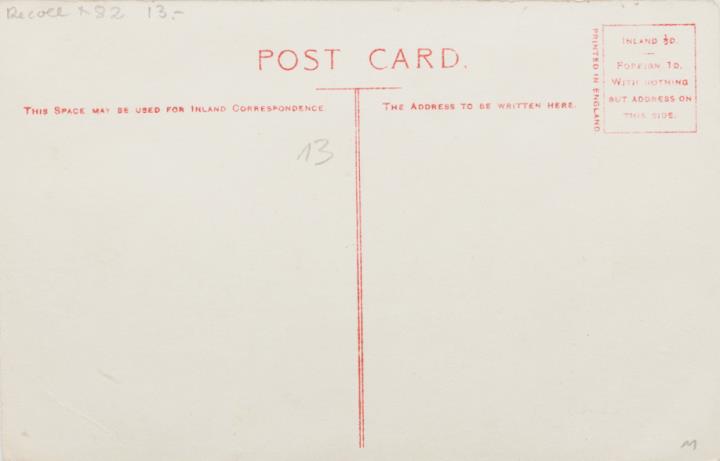 Recoll x 82 13.-
POST CARD.
THIS SPACE MAY BE USED FOR INLAND CORRESPONDENCE.
THE ADDRESS TO BE WRITTEN HERE.
PRINTED IN ENGLAND.
INLAND ½D.
FOREIGN 1D.
WITH NOTHING
BUT ADDRESS ON
THIS SIDE.
13
M